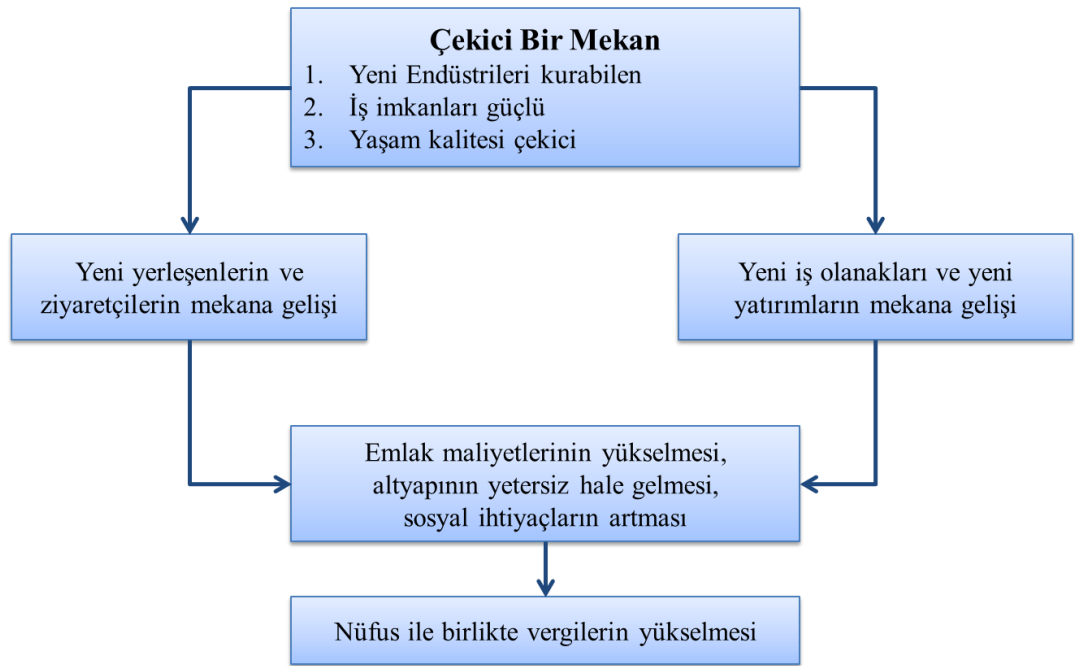 Çekici Bir Mekan
1. Yeni Endüstrileri kurabilen
2. İş imkanları güçlü
3. Yaşam kalitesi çekici
Yeni yerleşenlerin ve
ziyaretçilerin mekana gelişi
Yeni iş olanakları ve yeni
yatırımların mekana gelişi
Emlak maliyetlerinin yükselmesi,
altyapının yetersiz hale gelmesi,
sosyal ihtiyaçların artması
Nüfus ile birlikte vergilerin yükselmesi